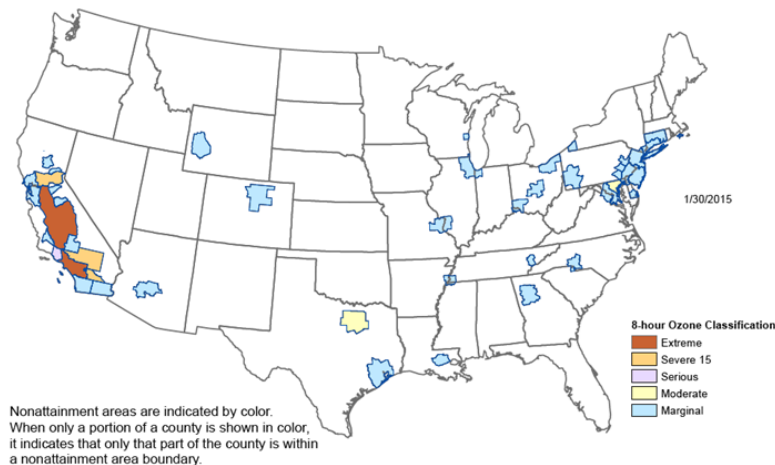 1/30/2015
8-hour Ozone Classification
Extreme
Severe 15
Serious
Moderate
Marginal
Nonattainment areas are indicated by color.
When only a portion of a county is shown in color,
it indicates that only that part of the county is within
a nonattainment area boundary.